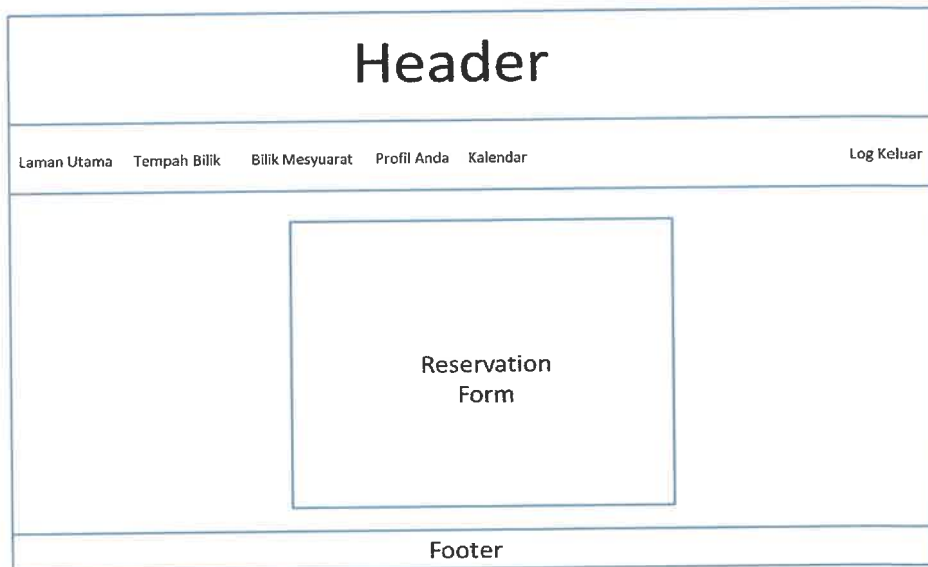 Header
Laman Utama Tempah Bilik Bilik Mesyuarat Profil Anda Kalendar Log Keluar
Reservation
Form
Footer